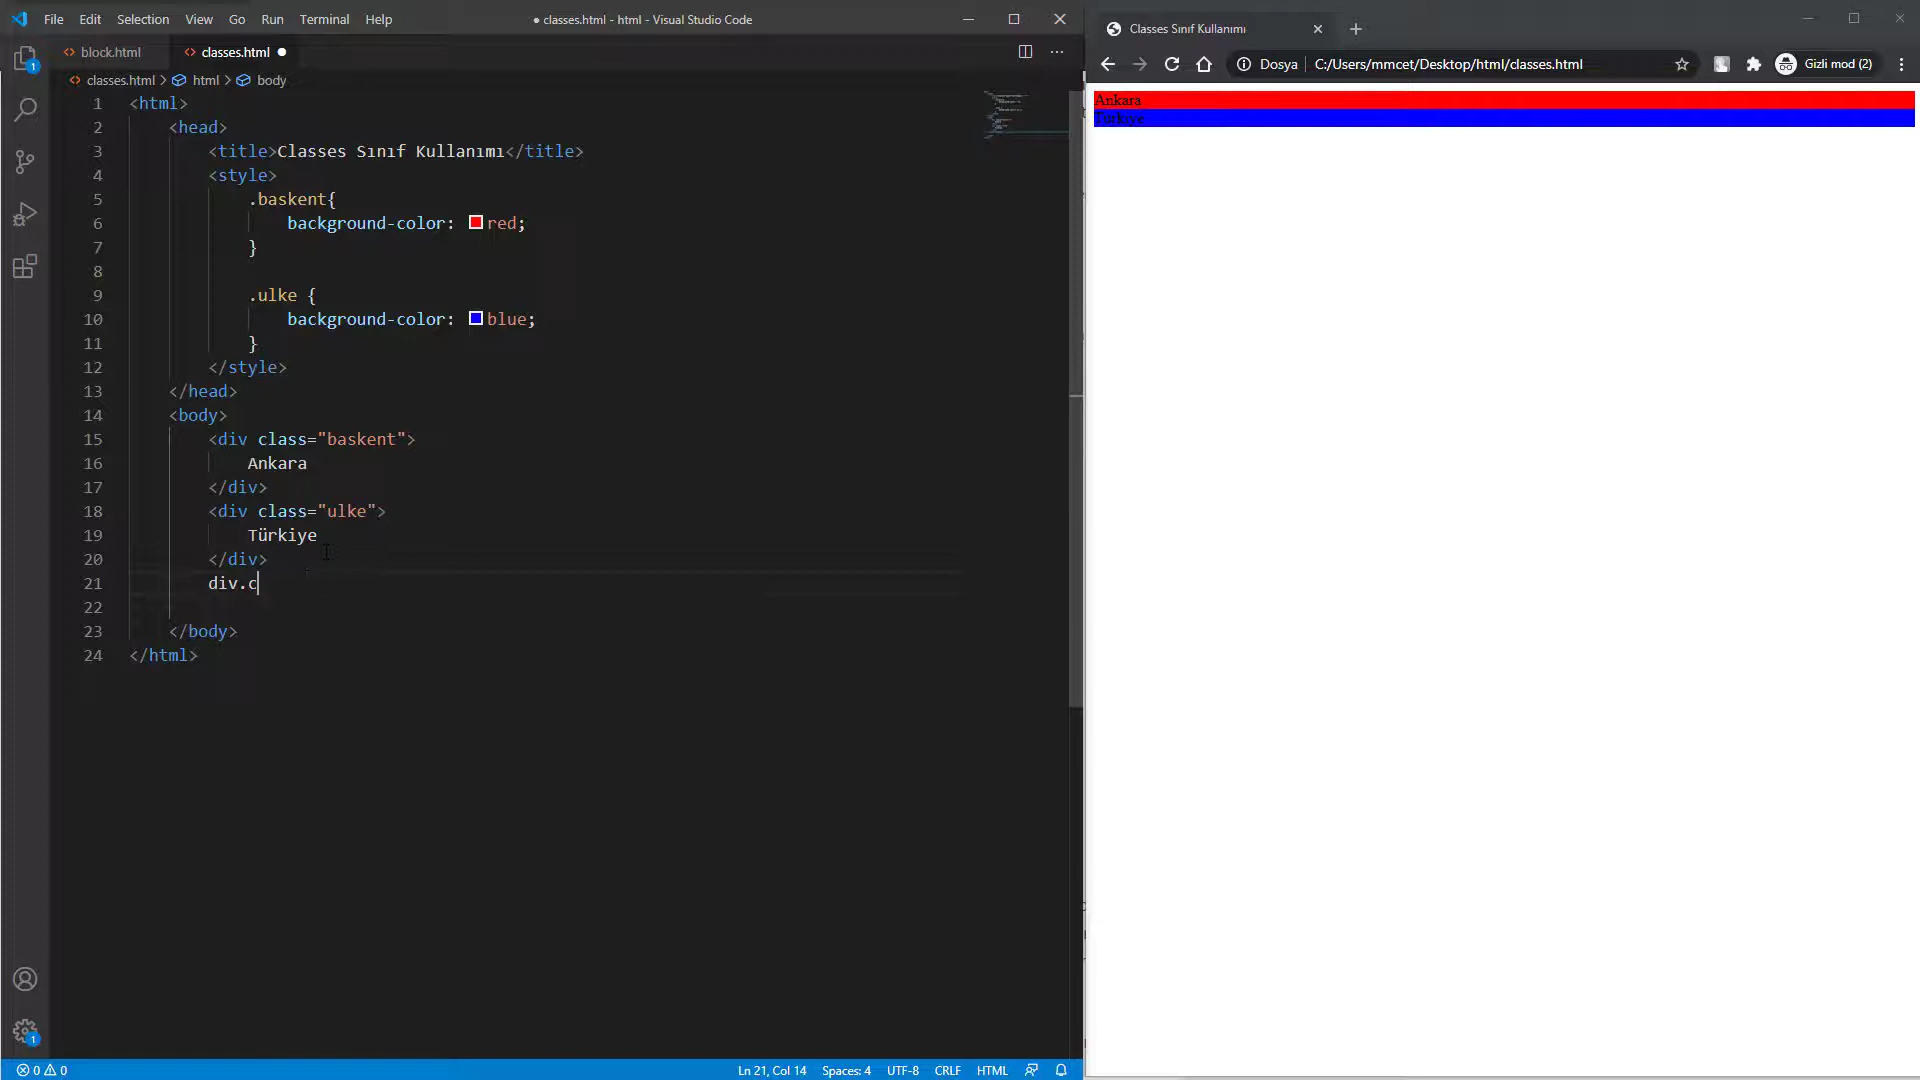 File Edit Selection View Go Run Terminal Help
● classes.html - html - Visual Studio Code
block.html
classes.html ●
classes.html > html > body
1 <html>
2 <head>
3 <title>Classes Sınıf Kullanımı</title>
4 <style>
5 .baskent{
6 background-color: red;
7 }
8
9 .ulke {
10 background-color: blue;
11 }
12 </style>
13 </head>
14 <body>
15 <div class="baskent">
16 Ankara
17 </div>
18 <div class="ulke">
19 Türkiye
20 </div>
21 div.c
22
23 </body>
24 </html>
1
1
0 0
Ln 21, Col 14 Spaces: 4 UTF-8 CRLF HTML
Classes Sınıf Kullanımı
Dosya C:/Users/mmcet/Desktop/html/classes.html
Gizli mod (2)
Ankara
Türkiye